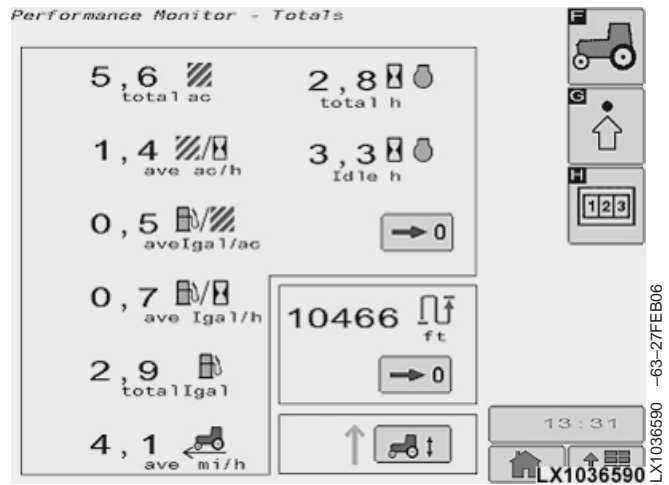 Performance Monitor - Totals
5,6
total ac
1,4
ave ac/h
0,5
aveIgal/ac
0,7
ave Igal/h
2,9
totalIgal
4,1
ave mi/h
2,8
total h
3,3
Idle h
0
10466
ft
0
F
G
H
123
13:31
LX1036590
LX1036590 –63–27FEB06